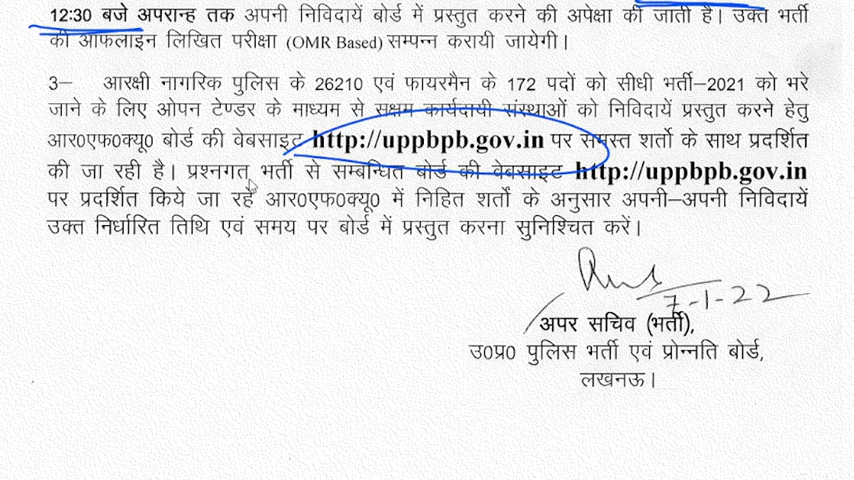 12:30 बजे अपरान्ह तक अपनी निविदायें बोर्ड में प्रस्तुत करने की अपेक्षा की जाती है। उक्त भर्ती
की ऑफलाइन लिखित परीक्षा (OMR Based) सम्पन्न करायी जायेगी।
3— आरक्षी नागरिक पुलिस के 26210 एवं फायरमैन के 172 पदों को सीधी भर्ती–2021 को भरे
जाने के लिए ओपन टेण्डर के माध्यम से सक्षम कार्यदायी संस्थाओं को निविदायें प्रस्तुत करने हेतु
आर0एफ0क्यू0 बोर्ड की वेबसाइट http://uppbpb.gov.in पर समस्त शर्तो के साथ प्रदर्शित
की जा रही है। प्रश्नगत भर्ती से सम्बन्धित बोर्ड की वेबसाइट http://uppbpb.gov.in
पर प्रदर्शित किये जा रहे आर0एफ0क्यू0 में निहित शर्तों के अनुसार अपनी–अपनी निविदायें
उक्त निर्धारित तिथि एवं समय पर बोर्ड में प्रस्तुत करना सुनिश्चित करें।
7-1-22
अपर सचिव (भर्ती),
उ0प्र0 पुलिस भर्ती एवं प्रोन्नति बोर्ड,
लखनऊ।